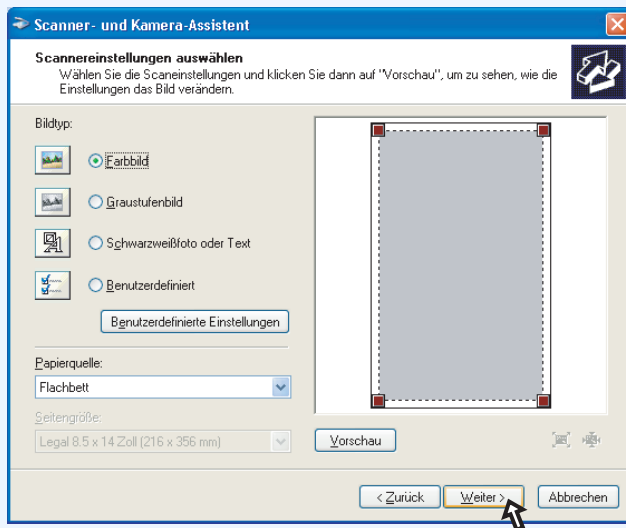 Scanner- und Kamera-Assistent
Scannereinstellungen auswählen
Wählen Sie die Scaneinstellungen und klicken Sie dann auf "Vorschau", um zu sehen, wie die
Einstellungen das Bild verändern.
Bildtyp:
Farbbild
Graustufenbild
Schwarzweißfoto oder Text
Benutzerdefiniert
Benutzerdefinierte Einstellungen
Papierquelle:
Flachbett
Seitengröße:
Legal 8.5 x 14 Zoll (216 x 356 mm)
Vorschau
< Zurück
Weiter >
Abbrechen